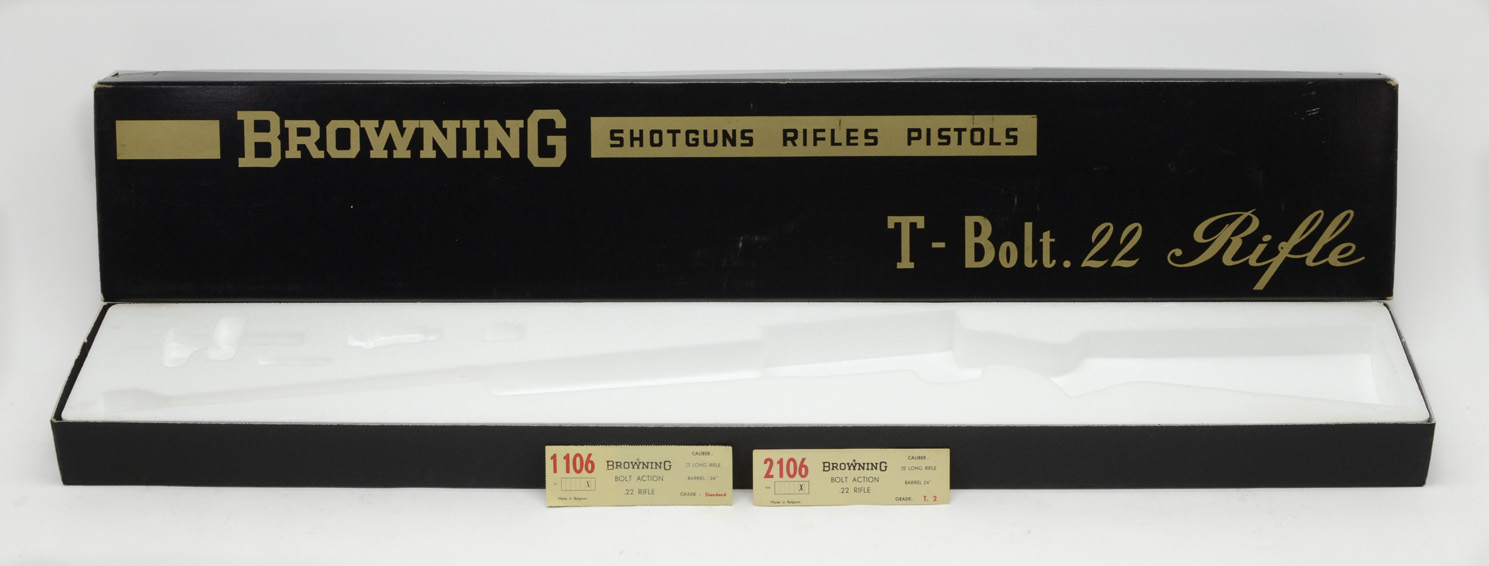 BROWNING SHOTGUNS RIFLES PISTOLS
T-Bolt .22 Rifle
1106
BROWNING
BOLT ACTION
.22 RIFLE
Made in Belgium
CALIBER :
.22 LONG RIFLE
BARREL: 24"
GRADE : Standard
2106
X
BROWNING
BOLT ACTION
.22 RIFLE
Made in Belgium
CALIBER :
.22 LONG RIFLE
BARREL 24"
GRADE: T. 2